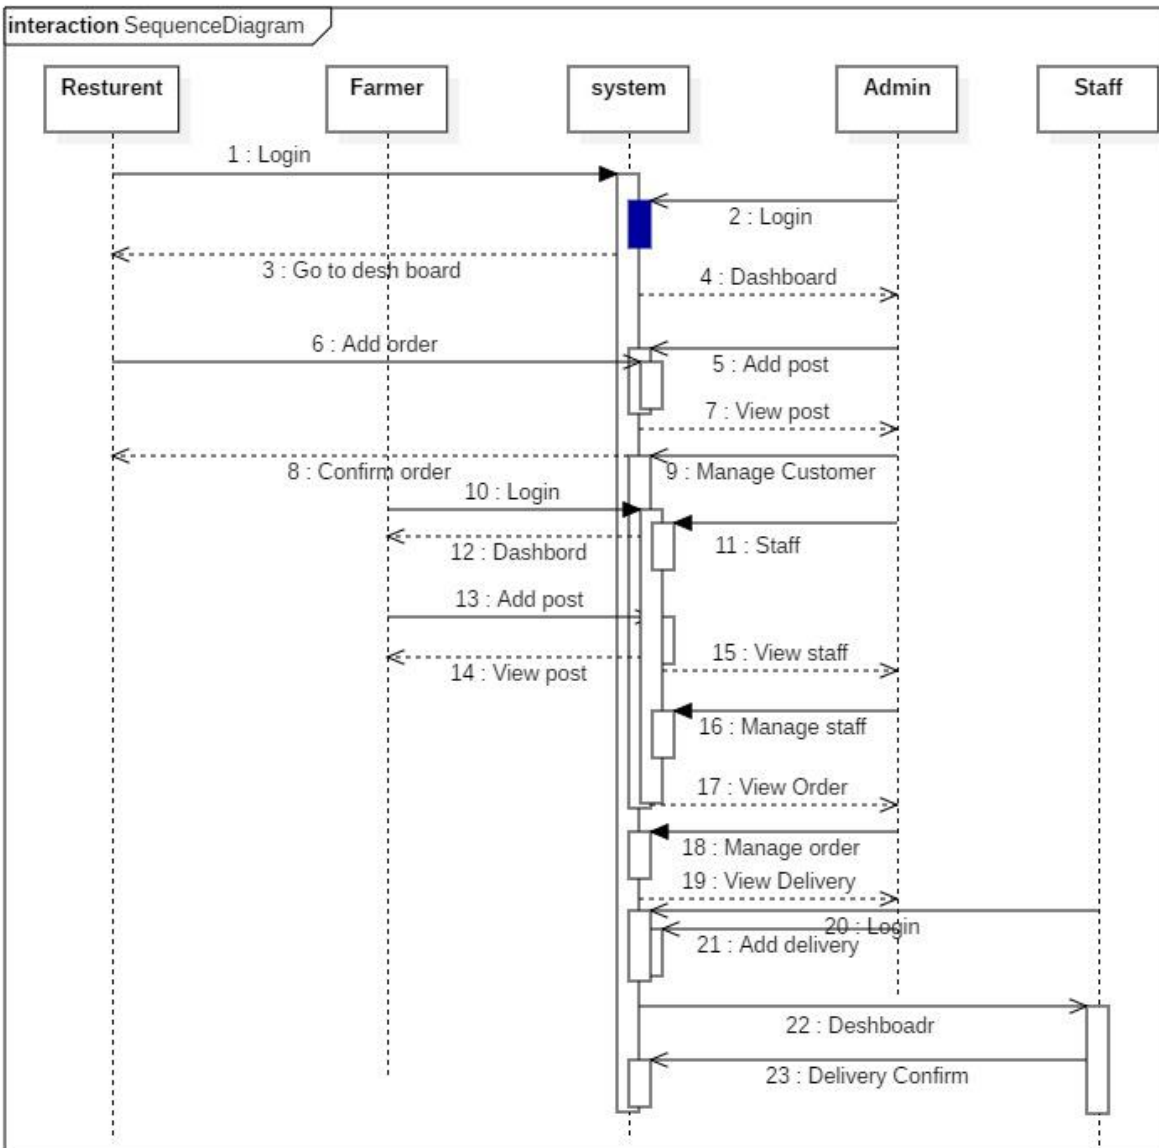 interaction SequenceDiagram
Resturent
Farmer
system
Admin
Staff
1 : Login
2 : Login
3 : Go to desh board
4 : Dashboard
6 : Add order
5 : Add post
7 : View post
8 : Confirm order
9 : Manage Customer
10 : Login
11 : Staff
12 : Dashbord
13 : Add post
15 : View staff
14 : View post
16 : Manage staff
17 : View Order
18 : Manage order
19 : View Delivery
20 : Login
21 : Add delivery
22 : Deshboadr
23 : Delivery Confirm